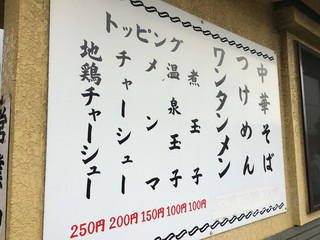 中華そば
つけめん
ワンタンメン
トッピング
煮玉子
温泉玉子
メンマ
チャーシュー
地鶏チャーシュー
250円 200円 150円 100円 100円